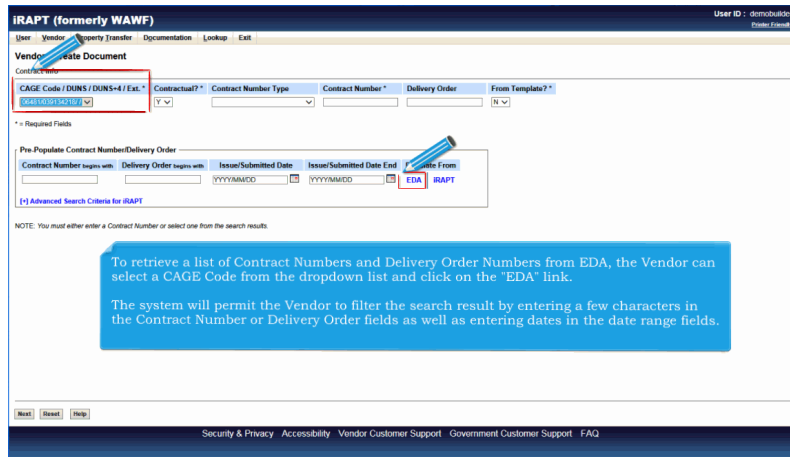 iRAPT (formerly WAWF)
User ID : demobuilde
Printer Friendl
User Vendor Property Transfer Documentation Lookup Exit
Vendor Create Document
Contract Info
CAGE Code / DUNS / DUNS+4 / Ext. * Contractual? * Contract Number Type Contract Number * Delivery Order From Template? *
Y N
* = Required Fields
Pre-Populate Contract Number/Delivery Order
Contract Number begins with Delivery Order begins with Issue/Submitted Date Issue/Submitted Date End From
YYYY/MM/DD YYYY/MM/DD EDA iRAPT
[+] Advanced Search Criteria for iRAPT
NOTE: You must either enter a Contract Number or select one from the search results.
To retrieve a list of Contract Numbers and Delivery Order Numbers from EDA, the Vendor can
select a CAGE Code from the dropdown list and click on the "EDA" link.
The system will permit the Vendor to filter the search result by entering a few characters in
the Contract Number or Delivery Order fields as well as entering dates in the date range fields.
Next Reset Help
Security & Privacy Accessibility Vendor Customer Support Government Customer Support FAQ